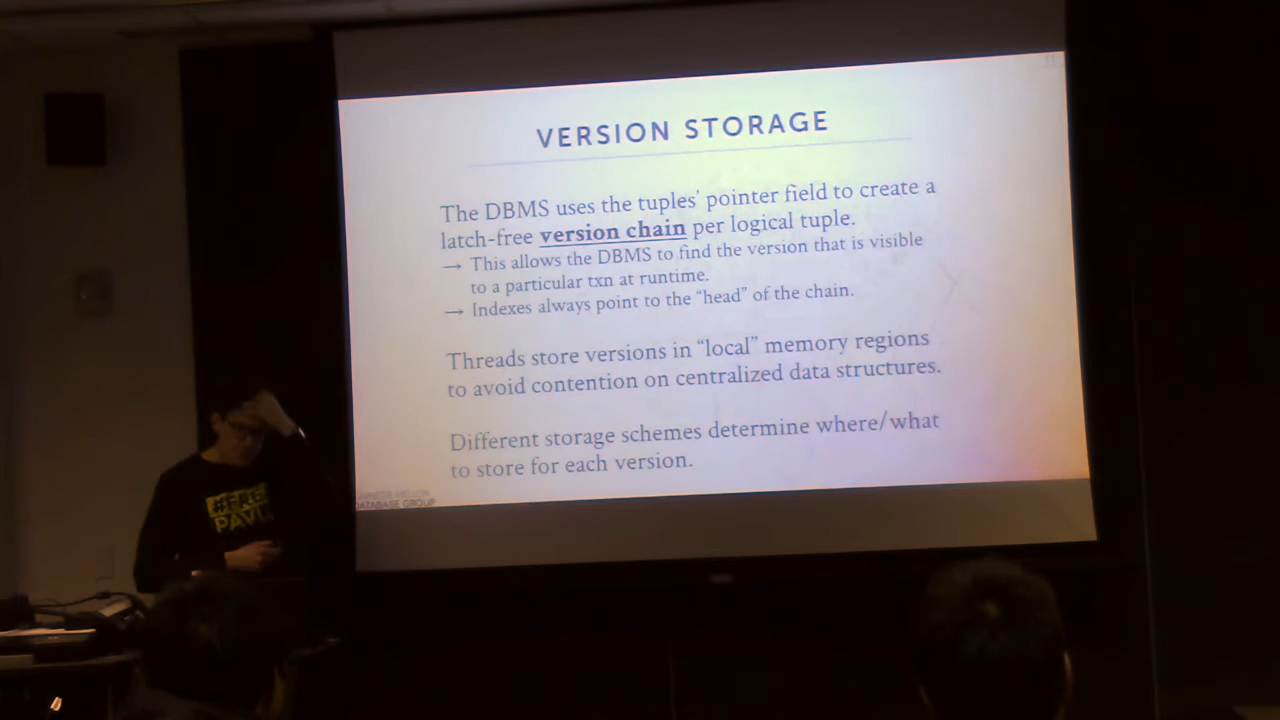 VERSION STORAGE
The DBMS uses the tuples' pointer field to create a
latch-free version chain per logical tuple.
→ This allows the DBMS to find the version that is visible
to a particular txn at runtime.
→ Indexes always point to the "head" of the chain.
Threads store versions in "local" memory regions
to avoid contention on centralized data structures.
Different storage schemes determine where/what
to store for each version.
DATABASE GROUP
#FREE